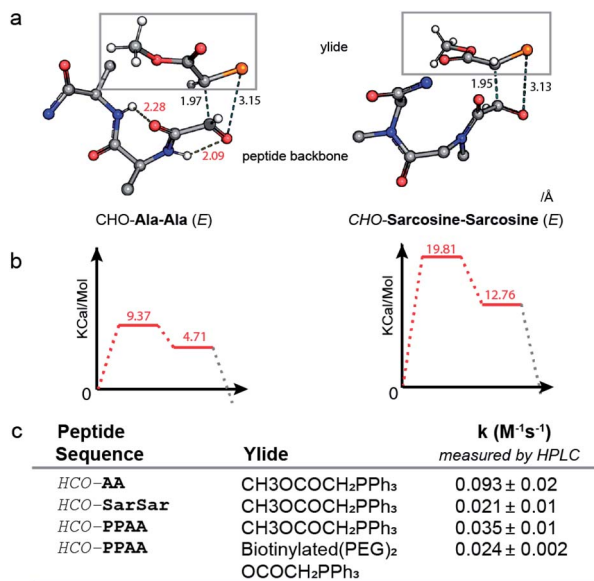 a
ylide
2.28
1.97
3.15
2.09
1.95
3.13
peptide backbone
/Å
CHO-Ala-Ala (E)
CHO-Sarcosine-Sarcosine (E)
b
KCal/Mol
9.37
4.71
0
KCal/Mol
19.81
12.76
0
c
Peptide Sequence Ylide k (M⁻¹s⁻¹)
measured by HPLC
HCO-AA CH3OCOCH₂PPh₃ 0.093 ± 0.02
HCO-SarSar CH3OCOCH₂PPh₃ 0.021 ± 0.01
HCO-PPAA CH3OCOCH₂PPh₃ 0.035 ± 0.01
HCO-PPAA Biotinylated(PEG)₂ 0.024 ± 0.002
OCOCH₂PPh₃